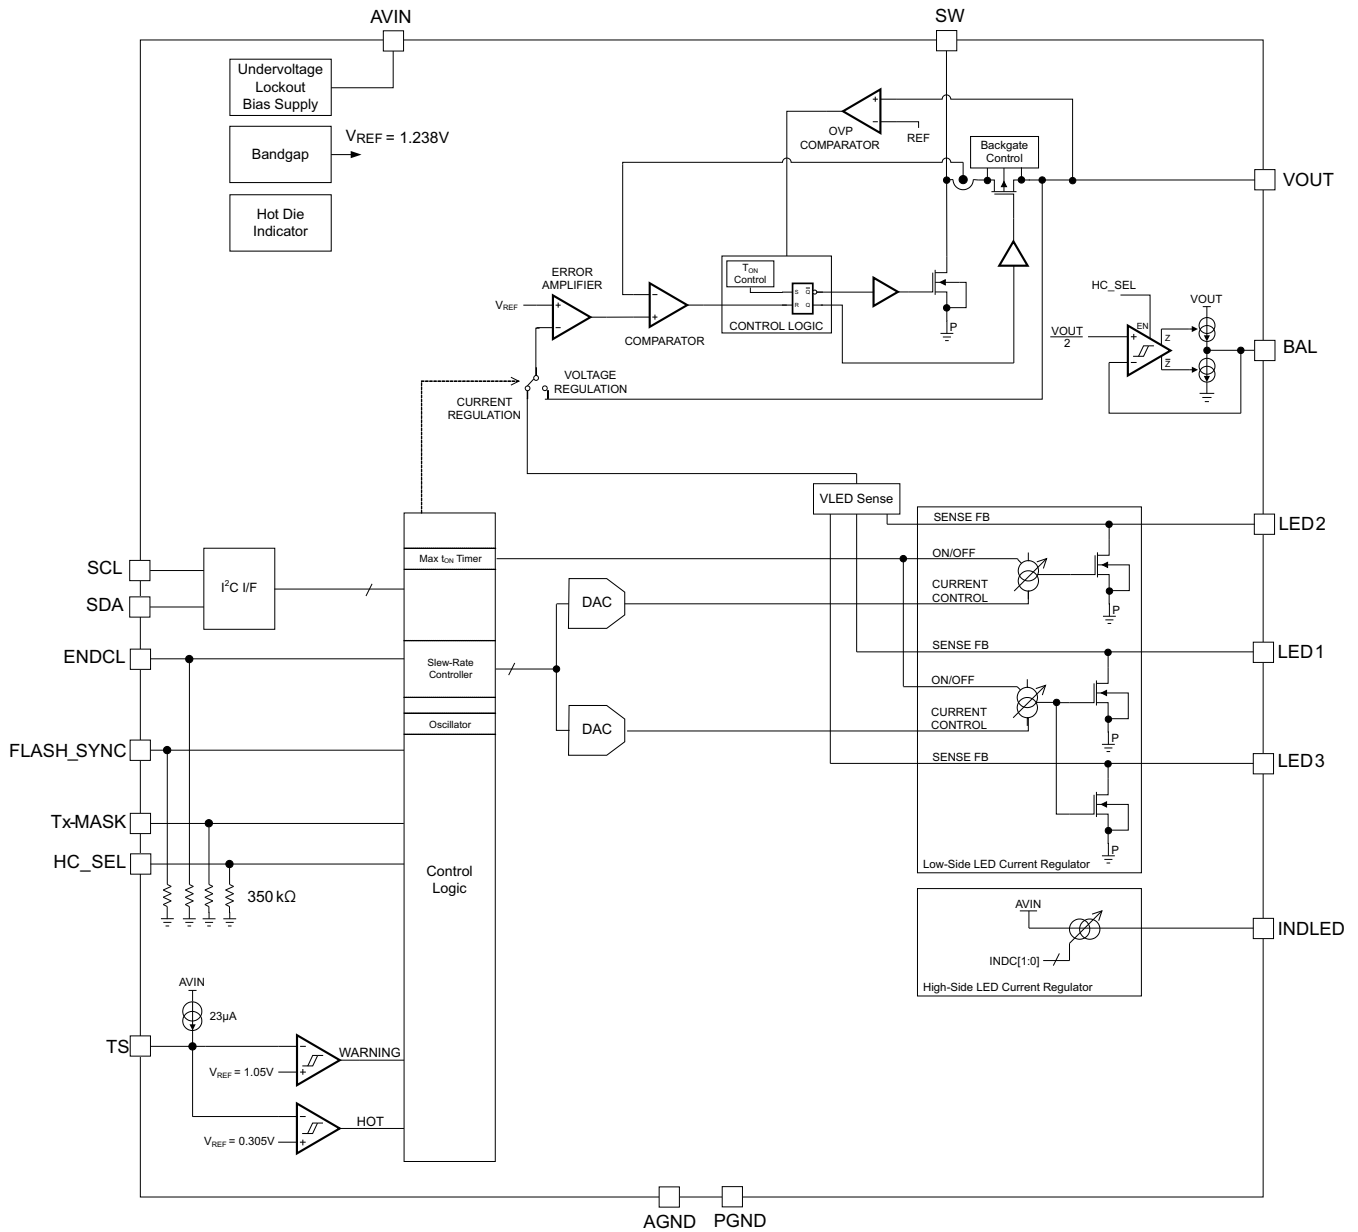 AVIN
SW
Undervoltage
Lockout
Bias Supply
Bandgap
VREF = 1.238V
Hot Die
Indicator
OVP
COMPARATOR
+
−
REF
Backgate
Control
VOUT
ERROR
AMPLIFIER
VREF
+
−
−
+
COMPARATOR
TON
Control
S
R
Q̅
Q
CONTROL LOGIC
P
HC_SEL
VOUT
VOUT
2
EN
+
−
Z
Z̅
BAL
VOLTAGE
REGULATION
CURRENT
REGULATION
VLED Sense
SENSE FB
LED2
Max tON Timer
ON/OFF
CURRENT
CONTROL
P
SCL
SDA
I²C I/F
DAC
ENDCL
Slew-Rate
Controller
SENSE FB
LED1
ON/OFF
CURRENT
CONTROL
P
Oscillator
DAC
FLASH_SYNC
SENSE FB
LED3
P
Tx-MASK
HC_SEL
350 kΩ
Control
Logic
Low-Side LED Current Regulator
AVIN
INDC[1:0]
INDLED
High-Side LED Current Regulator
AVIN
23µA
TS
−
+
WARNING
VREF = 1.05V
−
+
HOT
VREF = 0.305V
AGND
PGND